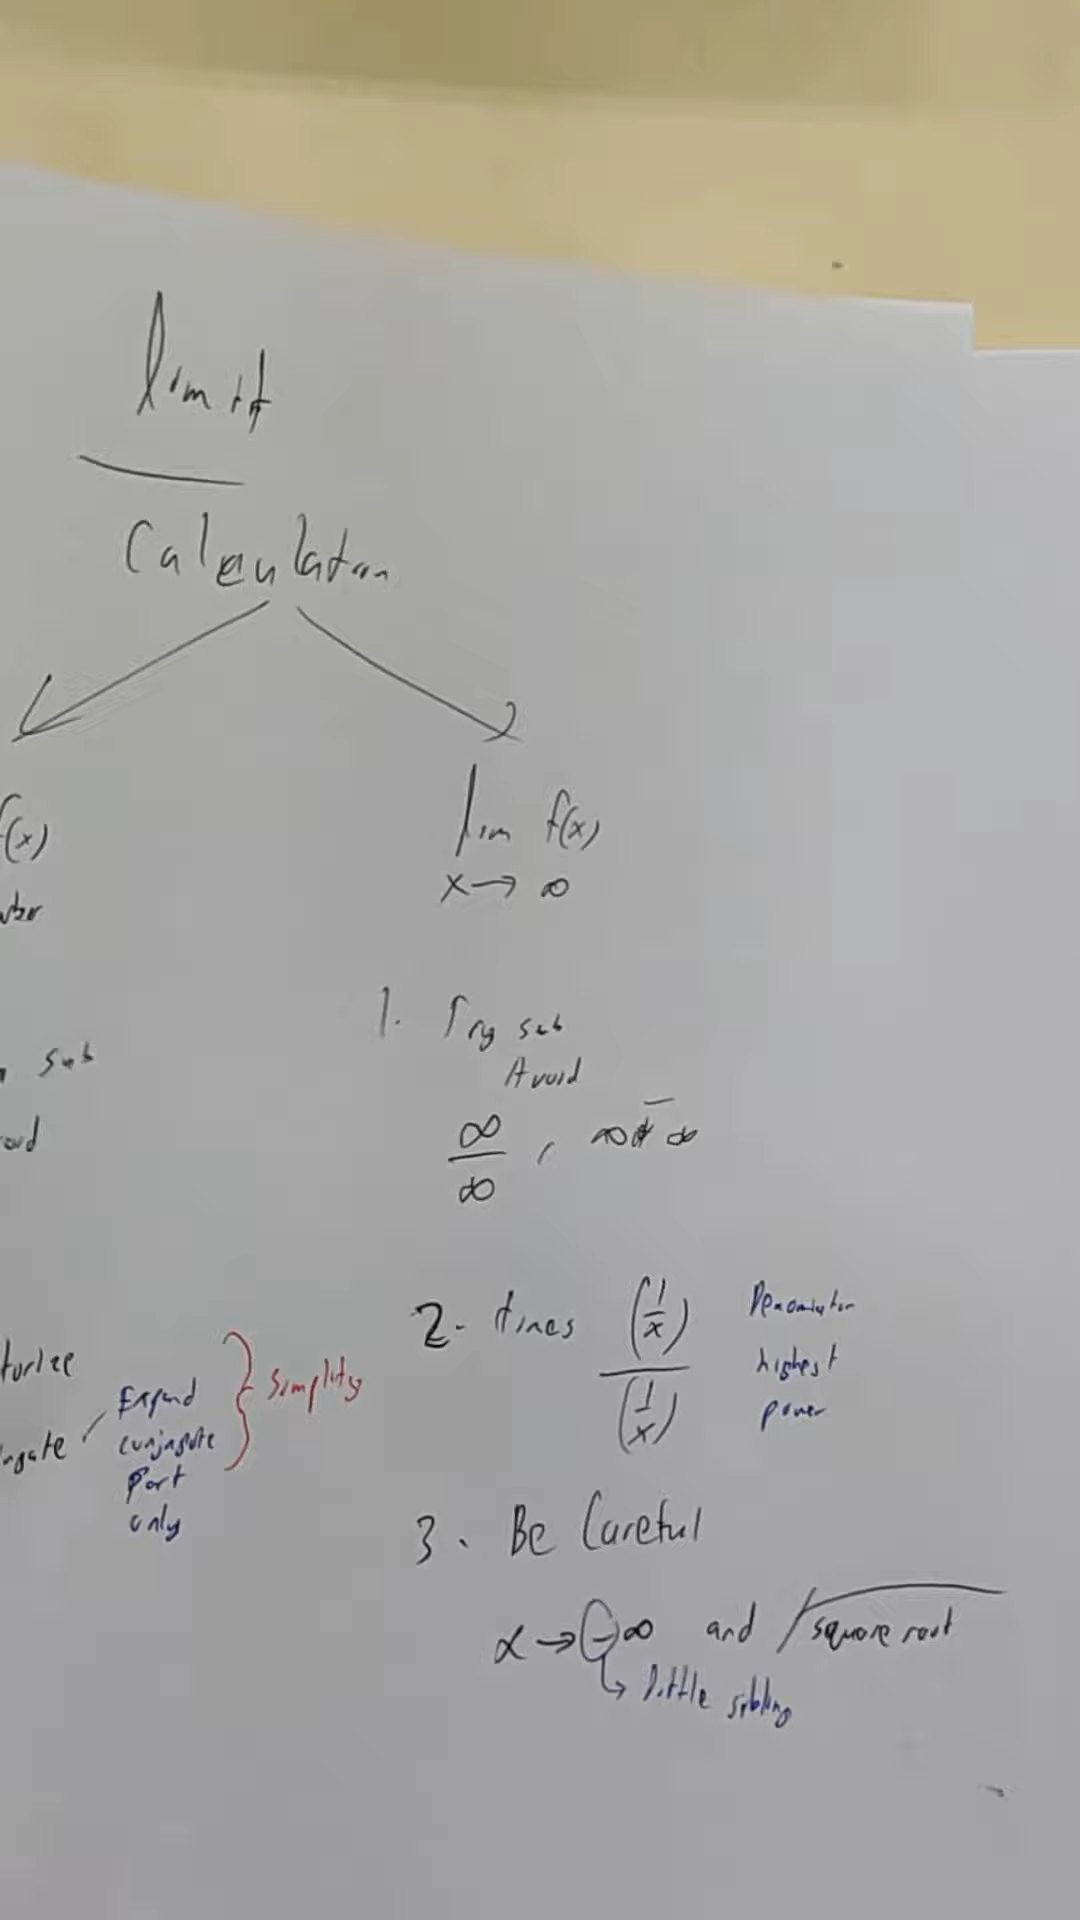 limit
Calculation
f(x)
lim f(x)
x → ∞
sub
1. Try sub
Avoid
∞/∞ , ∞ - ∞
2. times (1/x)/(1/x) Denominator
highest
power
Expand
conjugate
Part
only
simplify
3. Be Careful
x → -∞ and √square root
little sibling